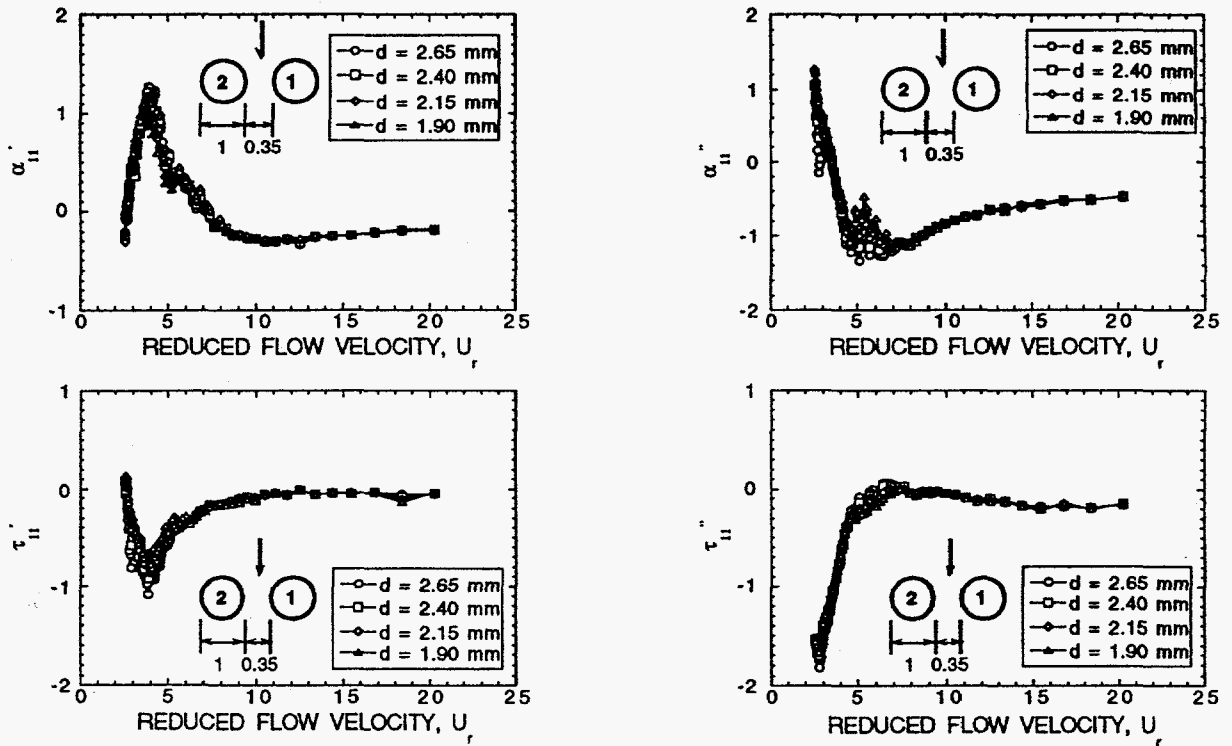 2
1
0
-1
α11'
2
1
1
0.35
d = 2.65 mm
d = 2.40 mm
d = 2.15 mm
d = 1.90 mm
0 5 10 15 20 25
REDUCED FLOW VELOCITY, Ur
2
1
0
-1
-2
α11''
2
1
1
0.35
d = 2.65 mm
d = 2.40 mm
d = 2.15 mm
d = 1.90 mm
0 5 10 15 20 25
REDUCED FLOW VELOCITY, Ur
1
0
-1
-2
τ11'
2
1
1
0.35
d = 2.65 mm
d = 2.40 mm
d = 2.15 mm
d = 1.90 mm
0 5 10 15 20 25
REDUCED FLOW VELOCITY, Ur
1
0
-1
-2
τ11''
2
1
1
0.35
d = 2.65 mm
d = 2.40 mm
d = 2.15 mm
d = 1.90 mm
0 5 10 15 20 25
REDUCED FLOW VELOCITY, Ur